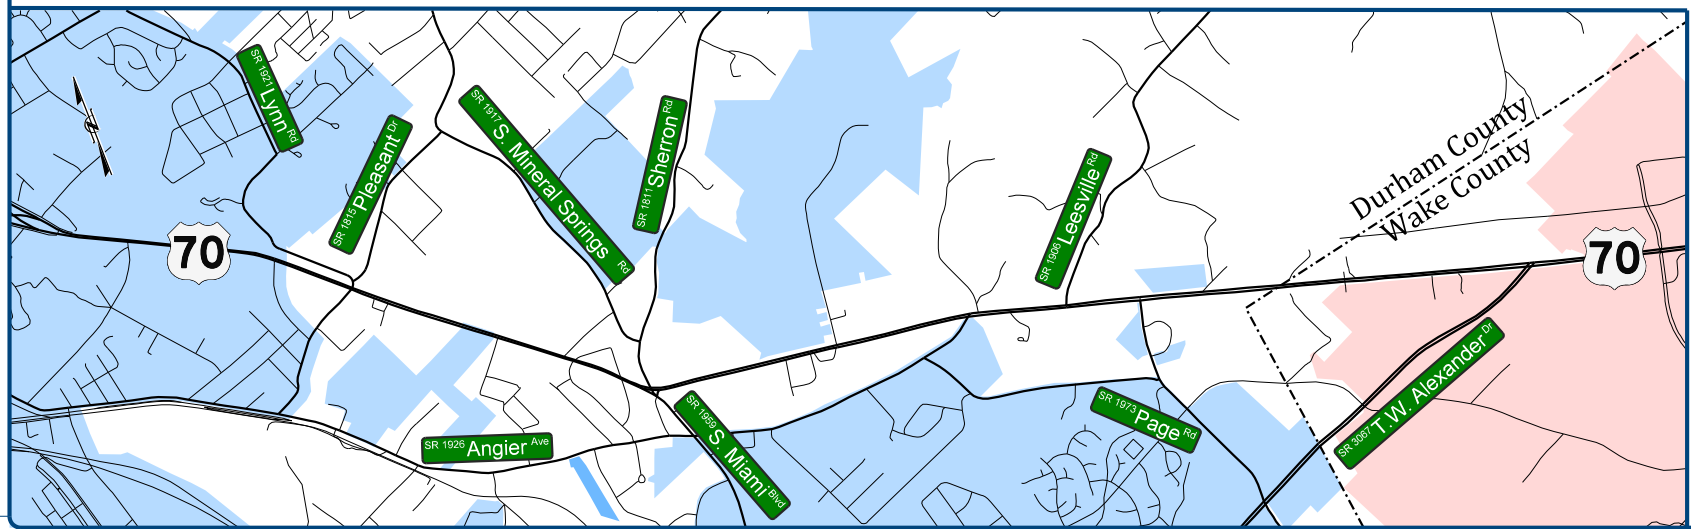 SR 1921 Lynn Rd
SR 1815 Pleasant Dr
SR 1917 S. Mineral Springs Rd
SR 1811 Sherron Rd
SR 1906 Leesville Rd
Durham County
Wake County
70
70
SR 1926 Angier Ave
SR 1959 S. Miami Blvd
SR 1973 Page Rd
SR 3067 T.W. Alexander Dr
N